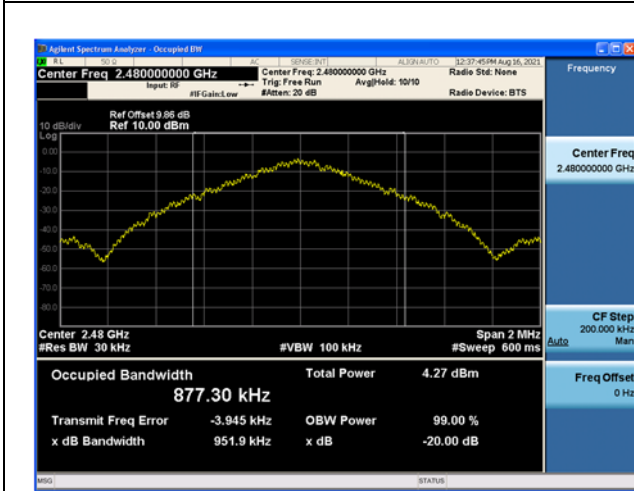 Agilent Spectrum Analyzer - Occupied BW
RL 50 Ω AC SENSE:INT ALIGN AUTO 12:37:45 PM Aug 16, 2021
Center Freq 2.480000000 GHz Center Freq: 2.480000000 GHz Radio Std: None Frequency
Input: RF Trig: Free Run Avg|Hold: 10/10
#IFGain:Low #Atten: 20 dB Radio Device: BTS
Ref Offset 9.86 dB
10 dB/div Ref 10.00 dBm
Log
0.00
-10.0
-20.0
-30.0
-40.0
-50.0
-60.0
-70.0
-80.0
Center Freq
2.480000000 GHz
Center 2.48 GHz Span 2 MHz
#Res BW 30 kHz #VBW 100 kHz #Sweep 600 ms
CF Step
200.000 kHz
Auto Man
Occupied Bandwidth Total Power 4.27 dBm
877.30 kHz
Transmit Freq Error -3.945 kHz OBW Power 99.00 %
x dB Bandwidth 951.9 kHz x dB -20.00 dB
Freq Offset
0 Hz
MSG STATUS